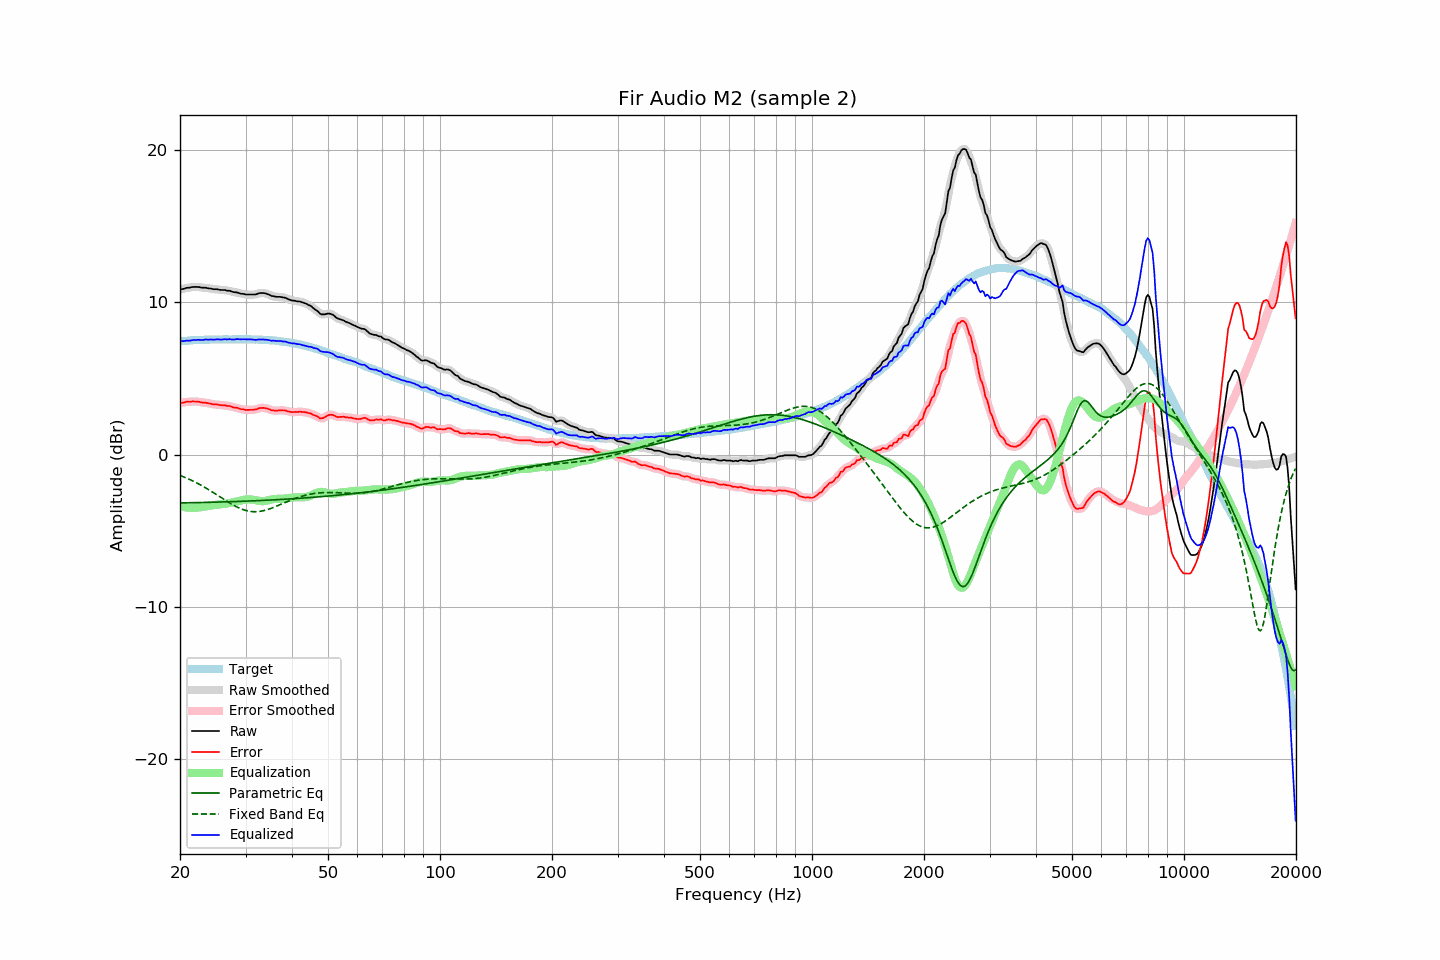 Fir Audio M2 (sample 2)
Amplitude (dBr)
20
10
0
−10
−20
Target
Raw Smoothed
Error Smoothed
Raw
Error
Equalization
Parametric Eq
Fixed Band Eq
Equalized
20 50 100 200 500 1000 2000 5000 10000 20000
Frequency (Hz)